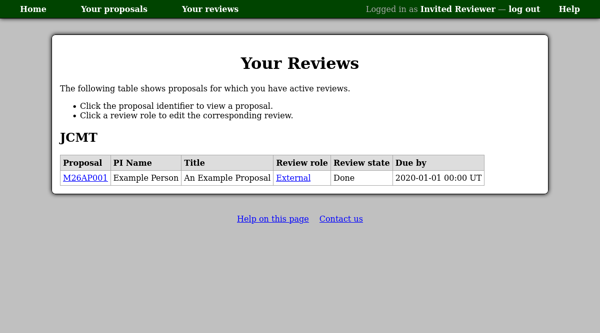 Home Your proposals Your reviews Logged in as Invited Reviewer — log out Help
Your Reviews
The following table shows proposals for which you have active reviews.
• Click the proposal identifier to view a proposal.
• Click a review role to edit the corresponding review.
JCMT
Proposal PI Name Title Review role Review state Due by
M26AP001 Example Person An Example Proposal External Done 2020-01-01 00:00 UT
Help on this page Contact us